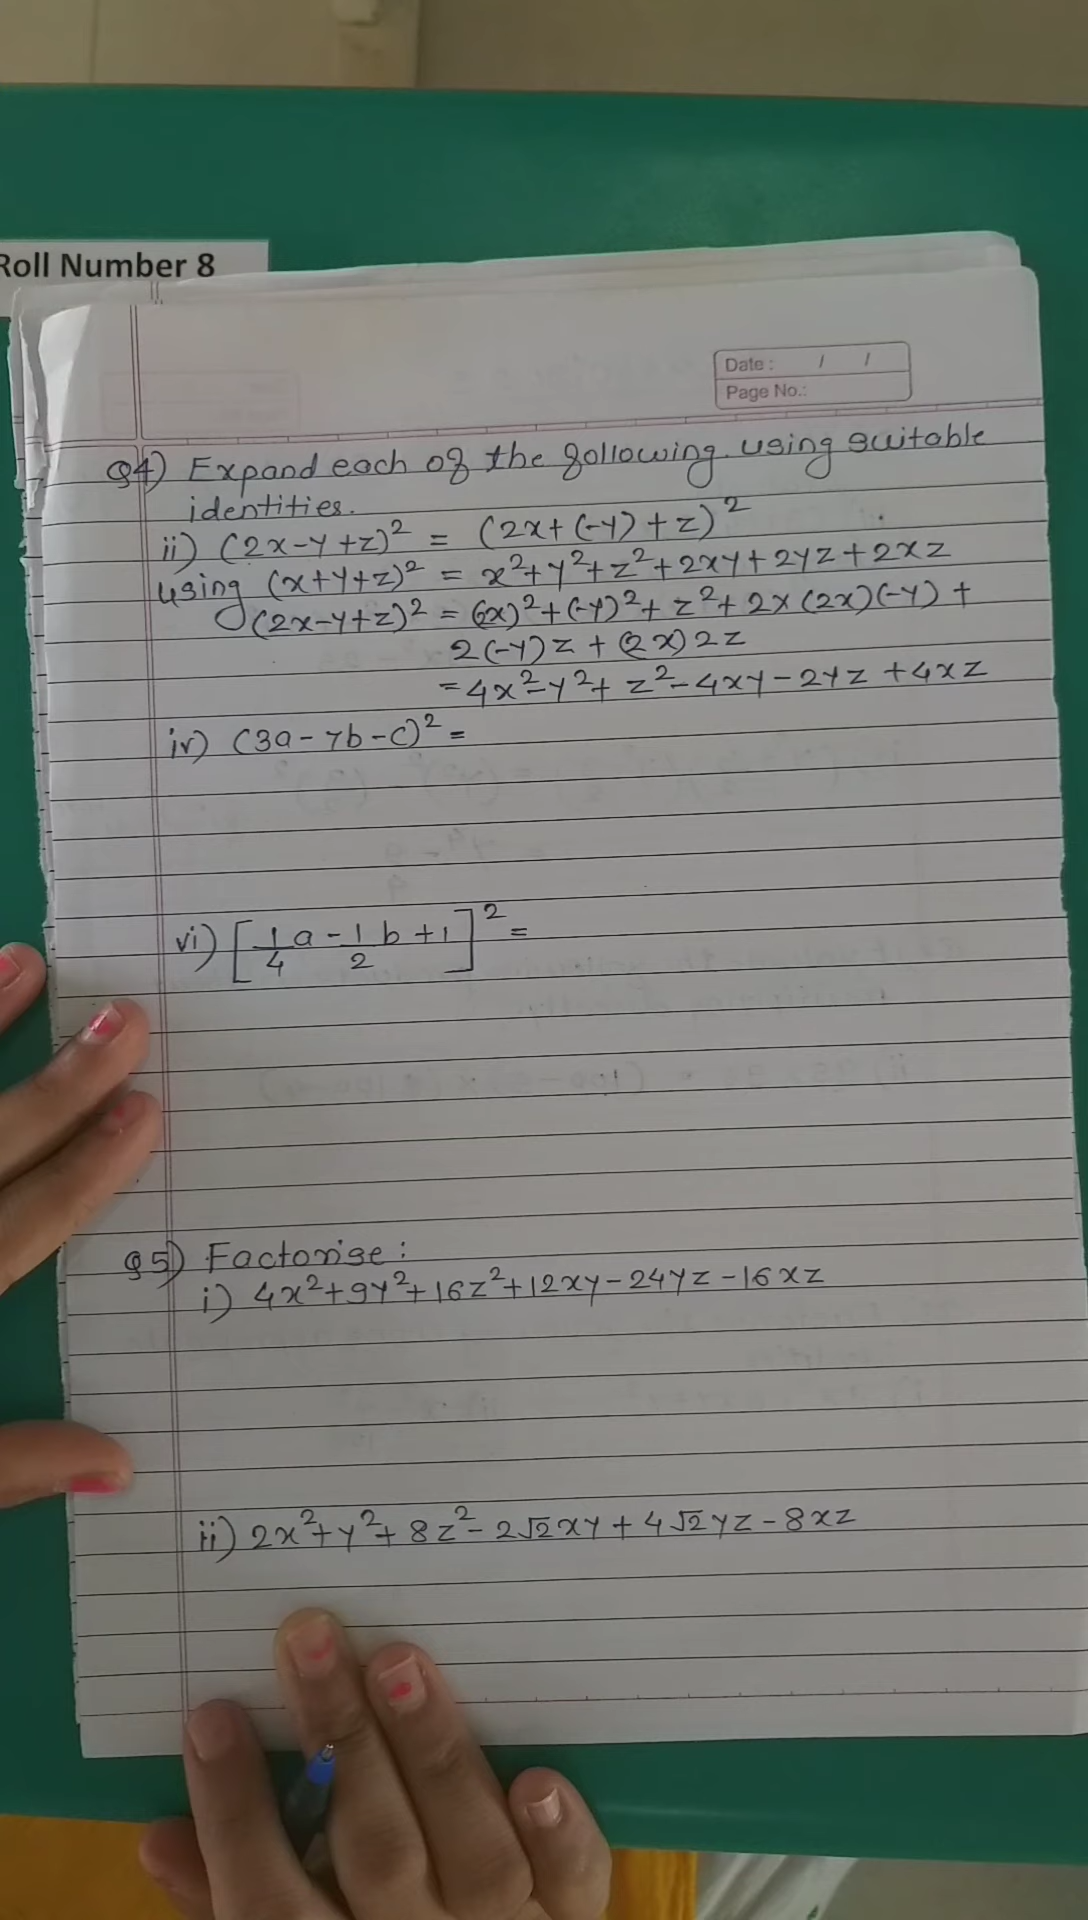 Roll Number 8
Date : / /
Page No.:
Q4) Expand each of the following using suitable
identities.
ii) (2x-y+z)² = (2x+(-y)+z)²
using (x+y+z)² = x²+y²+z²+2xy+2yz+2xz
(2x-y+z)² = (2x)²+(-y)²+z²+2×(2x)(-y)+
2(-y)z + (2x)2z
=4x²-y²+z²-4xy-2yz+4xz
iv) (3a-7b-c)² =
vi) [1/4 a - 1/2 b + 1]² =
Q5) Factorise:
i) 4x²+9y²+16z²+12xy-24yz-16xz
ii) 2x²+y²+8z²-2√2xy+4√2yz-8xz